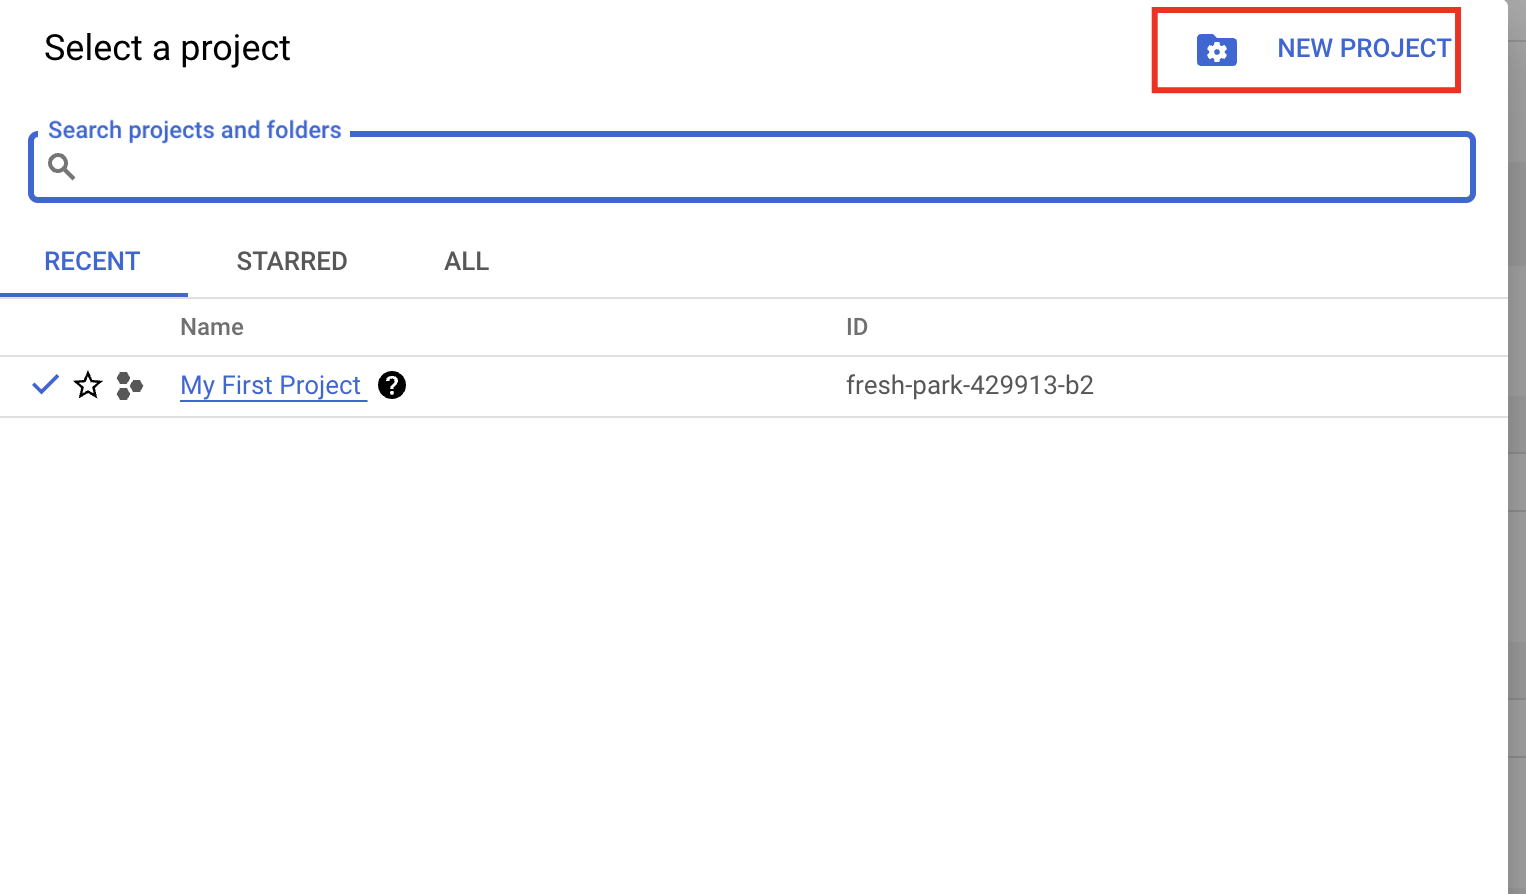 Select a project
NEW PROJECT
Search projects and folders
RECENT STARRED ALL
Name ID
My First Project ? fresh-park-429913-b2